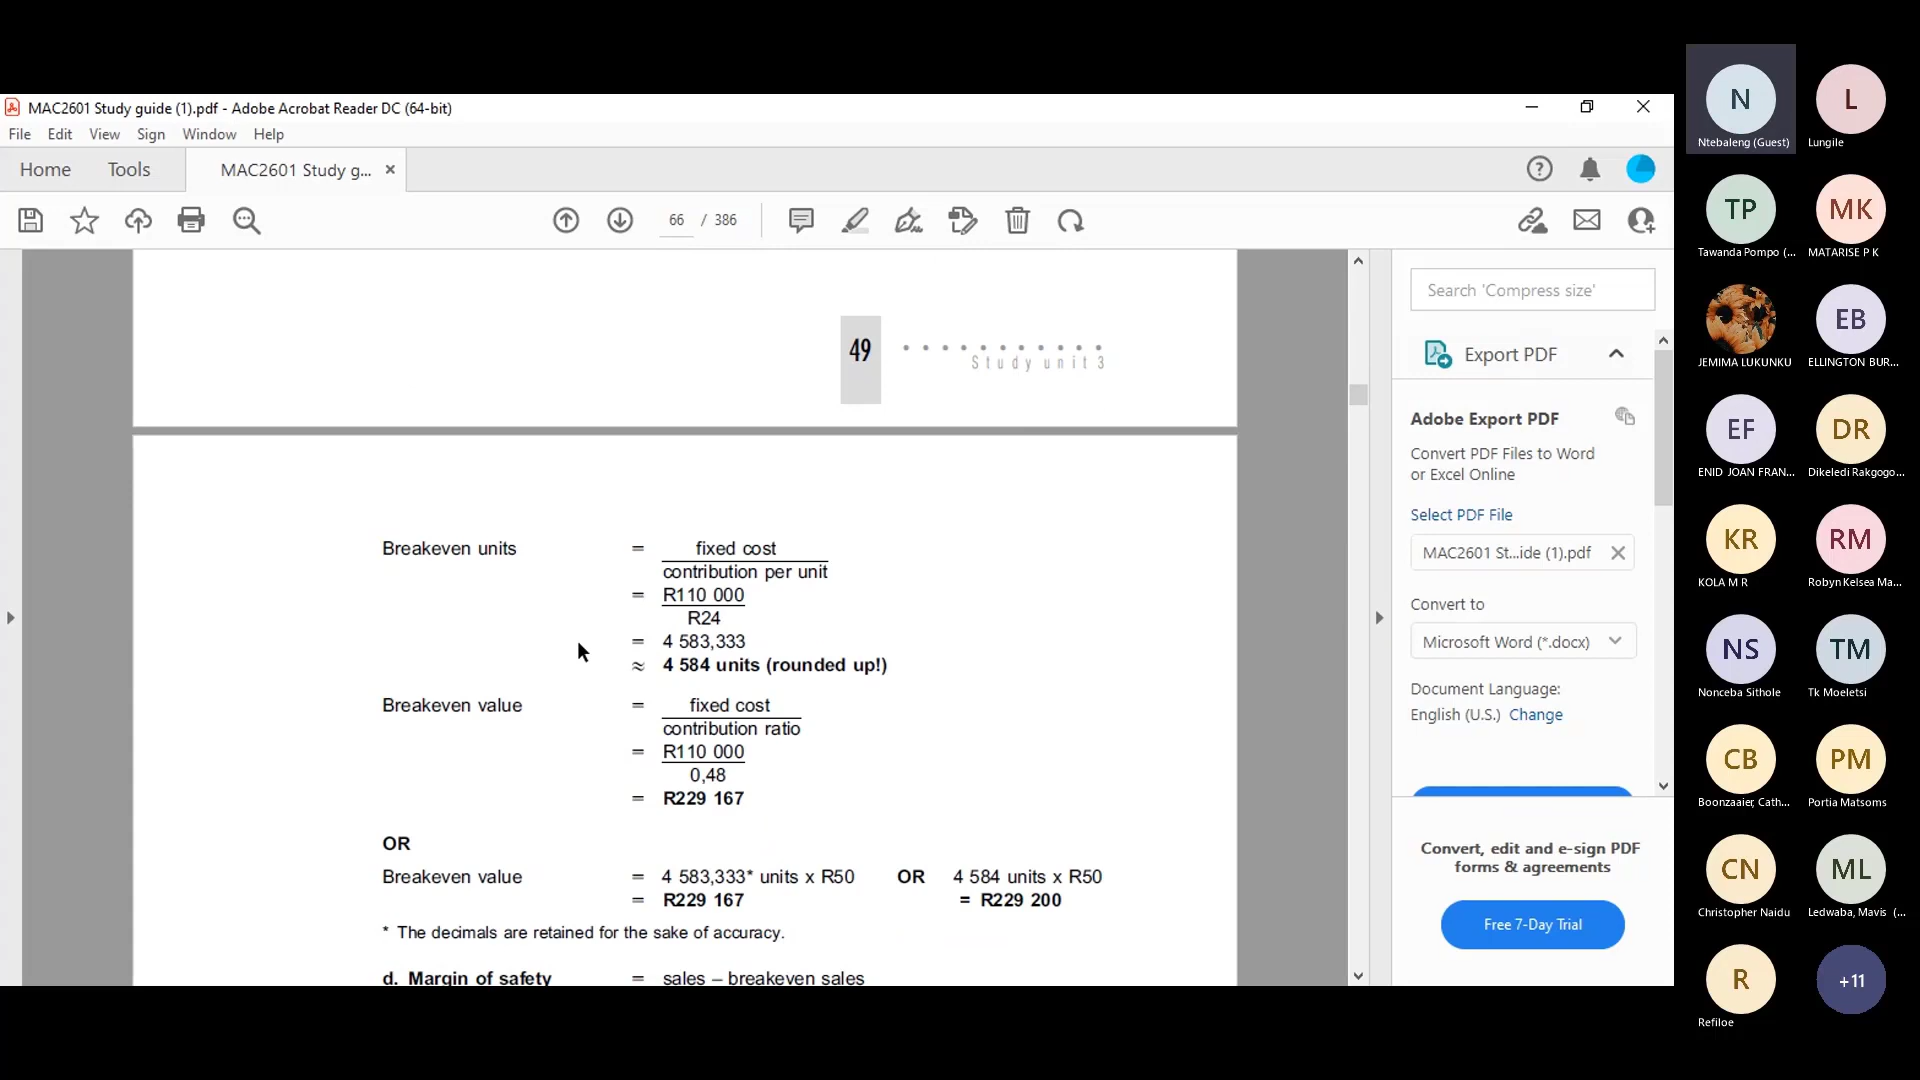 MAC2601 Study guide (1).pdf - Adobe Acrobat Reader DC (64-bit)
File Edit View Sign Window Help
Home Tools MAC2601 Study g... ×
66 / 386
49
Study unit 3
Breakeven units = fixed cost
contribution per unit
= R110 000
R24
= 4 583,333
≈ 4 584 units (rounded up!)
Breakeven value = fixed cost
contribution ratio
= R110 000
0,48
= R229 167
OR
Breakeven value = 4 583,333* units x R50 OR 4 584 units x R50
= R229 167 = R229 200
* The decimals are retained for the sake of accuracy.
d. Margin of safety = sales – breakeven sales
Search 'Compress size'
Export PDF
Adobe Export PDF
Convert PDF Files to Word
or Excel Online
Select PDF File
MAC2601 St...ide (1).pdf
Convert to
Microsoft Word (*.docx)
Document Language:
English (U.S.) Change
Convert, edit and e-sign PDF
forms & agreements
Free 7-Day Trial
N L
Ntebaleng (Guest) Lungile
TP MK
Tawanda Pompo (... MATARISE P K
EB
JEMIMA LUKUNKU ELLINGTON BUR...
EF DR
ENID JOAN FRAN... Dikeledi Rakgogo...
KR RM
KOLA M R Robyn Kelsea Ma...
NS TM
Nonceba Sithole Tk Moeletsi
CB PM
Boonzaaier, Cath... Portia Matsoms
CN ML
Christopher Naidu Ledwaba, Mavis (...
R +11
Refiloe